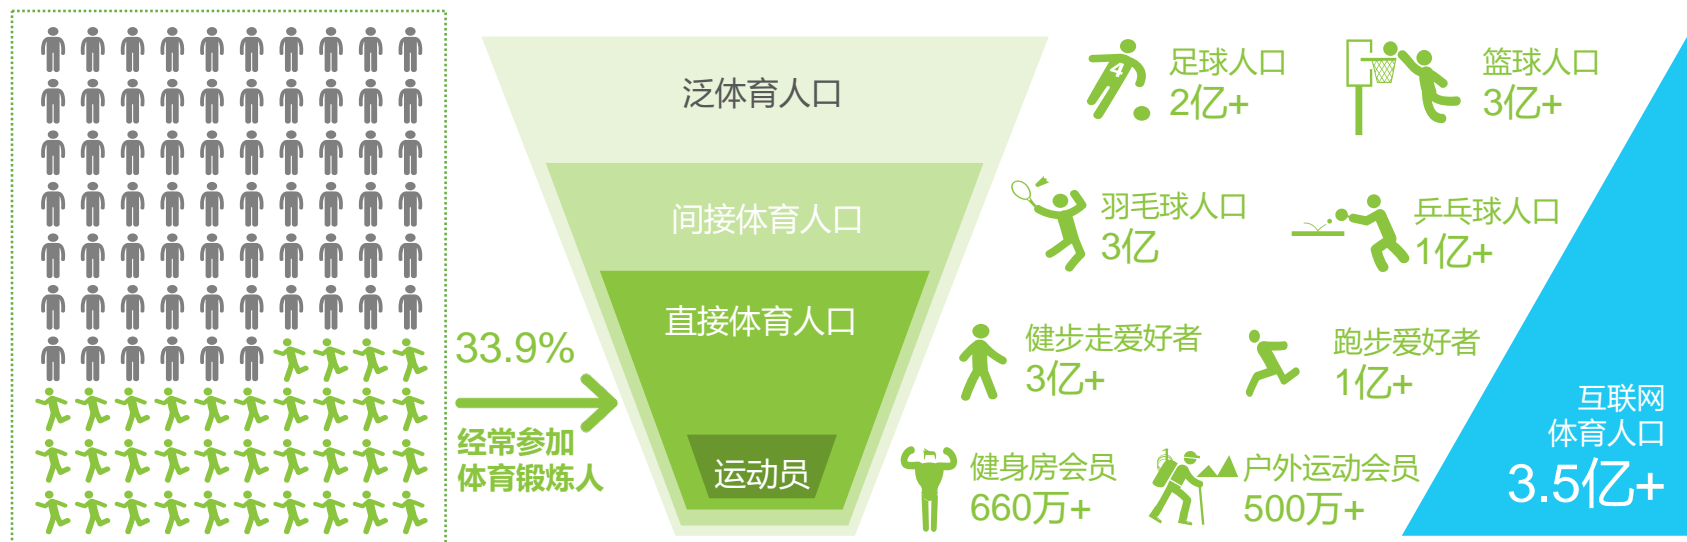 33.9%
经常参加
体育锻炼人
泛体育人口
间接体育人口
直接体育人口
运动员
4
足球人口
2亿+
篮球人口
3亿+
羽毛球人口
3亿
乒乓球人口
1亿+
健步走爱好者
3亿+
跑步爱好者
1亿+
健身房会员
660万+
户外运动会员
500万+
互联网
体育人口
3.5亿+